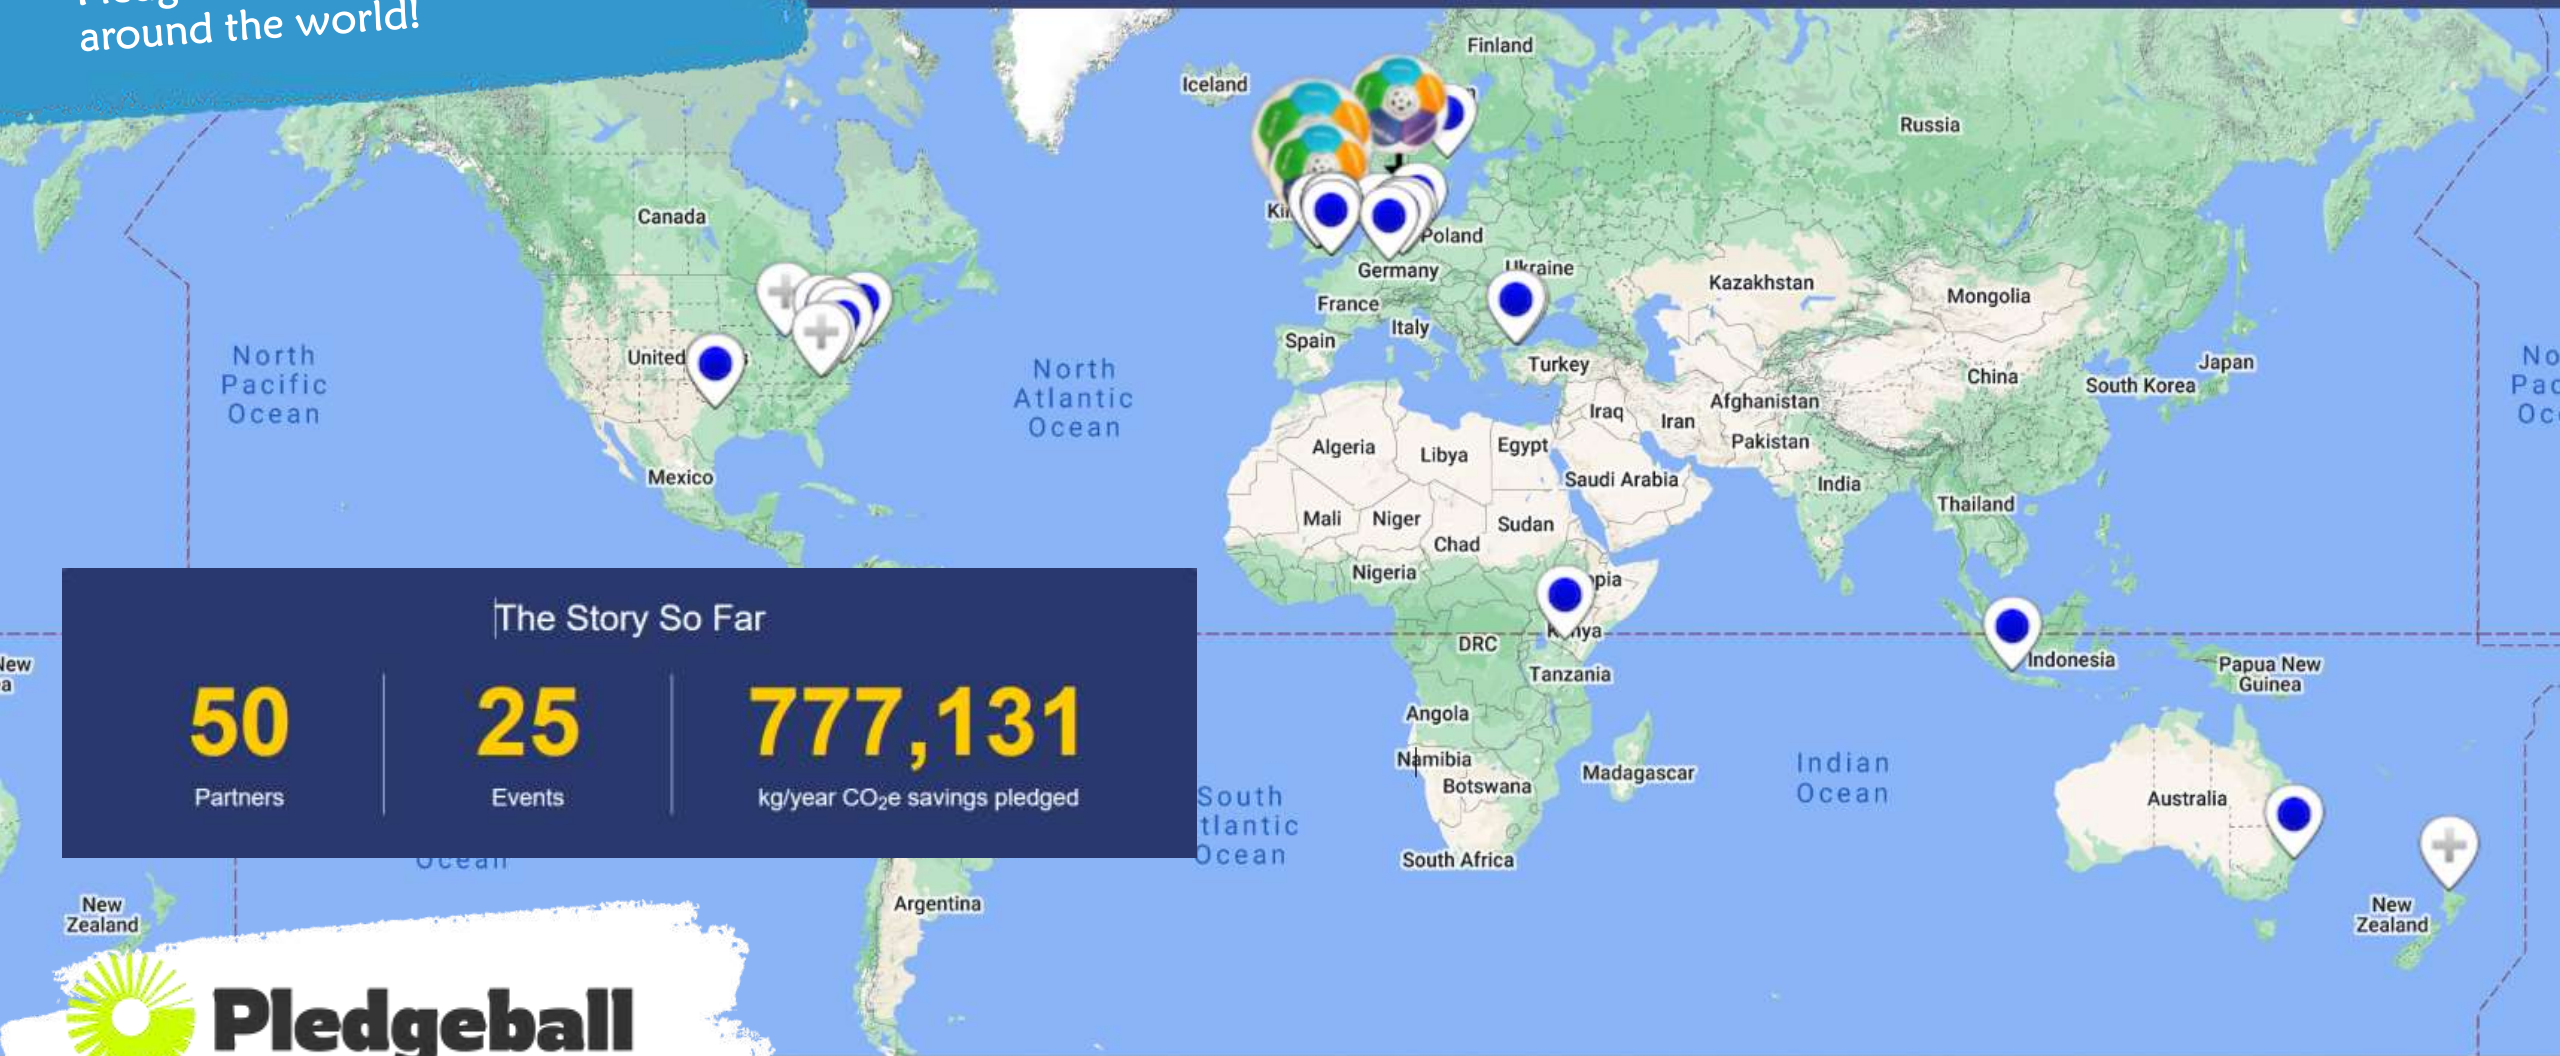 around the world!
Finland
Iceland
Russia
Canada
Poland
Germany
Ukraine
Kazakhstan
Mongolia
France
Italy
Spain
United
Turkey
North
Pacific
Ocean
North
Atlantic
Ocean
China
Japan
South Korea
Afghanistan
Iraq
Iran
Pakistan
Algeria
Libya
Egypt
Saudi Arabia
India
Mexico
Thailand
Mali
Niger
Sudan
Chad
Nigeria
DRC
Tanzania
Indonesia
Papua New
Guinea
Angola
Namibia
Botswana
Madagascar
Indian
Ocean
Australia
South
Ocean
South Africa
The Story So Far
50
Partners
25
Events
777,131
kg/year CO₂e savings pledged
Ocean
New
Zealand
Argentina
New
Zealand
Pledgeball